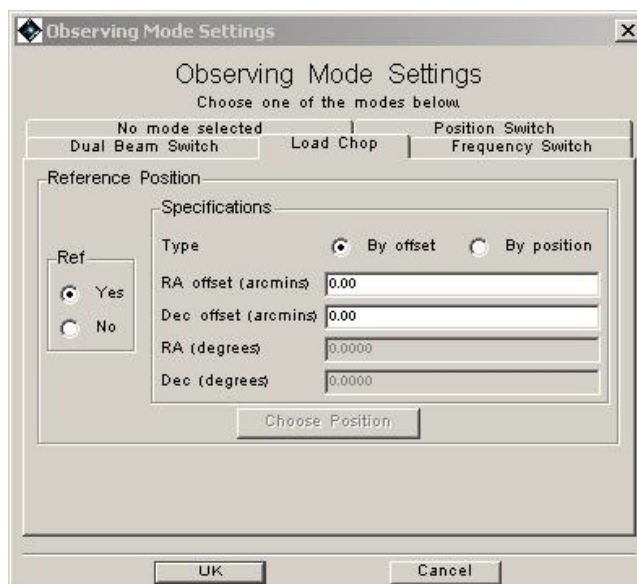 Observing Mode Settings
Observing Mode Settings
Choose one of the modes below.
No mode selected
Position Switch
Dual Beam Switch
Load Chop
Frequency Switch
Reference Position
Specifications
Ref
Yes
No
Type
By offset
By position
RA offset (arcmins)
0.00
Dec offset (arcmins)
0.00
RA (degrees)
0.0000
Dec (degrees)
0.0000
Choose Position
UK
Cancel